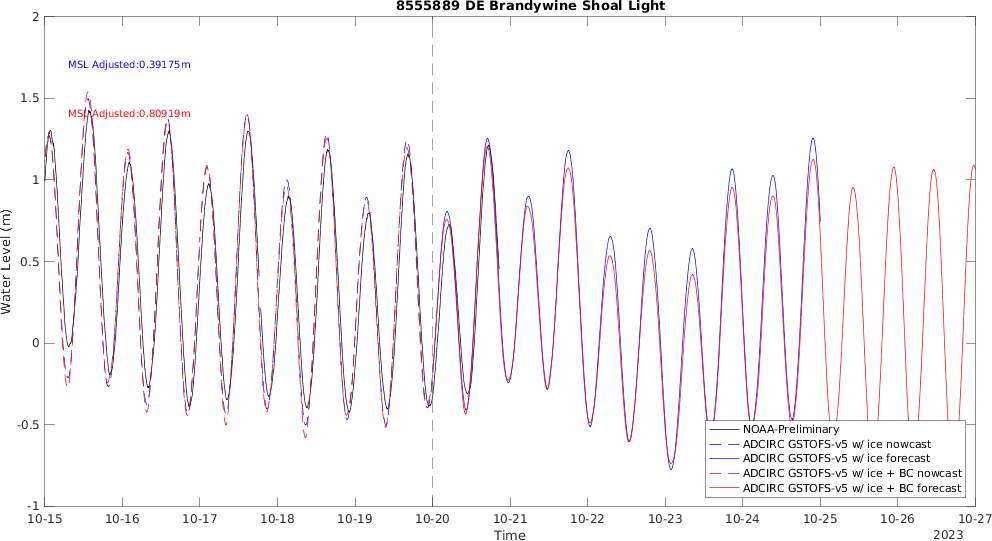 8555889 DE Brandywine Shoal Light
2
1.5
1
0.5
0
-0.5
-1
Water Level (m)
MSL Adjusted:0.39175m
MSL Adjusted:0.80919m
NOAA-Preliminary
ADCIRC GSTOFS-v5 w/ ice nowcast
ADCIRC GSTOFS-v5 w/ ice forecast
ADCIRC GSTOFS-v5 w/ ice + BC nowcast
ADCIRC GSTOFS-v5 w/ ice + BC forecast
10-15 10-16 10-17 10-18 10-19 10-20 10-21 10-22 10-23 10-24 10-25 10-26 10-27
Time
2023